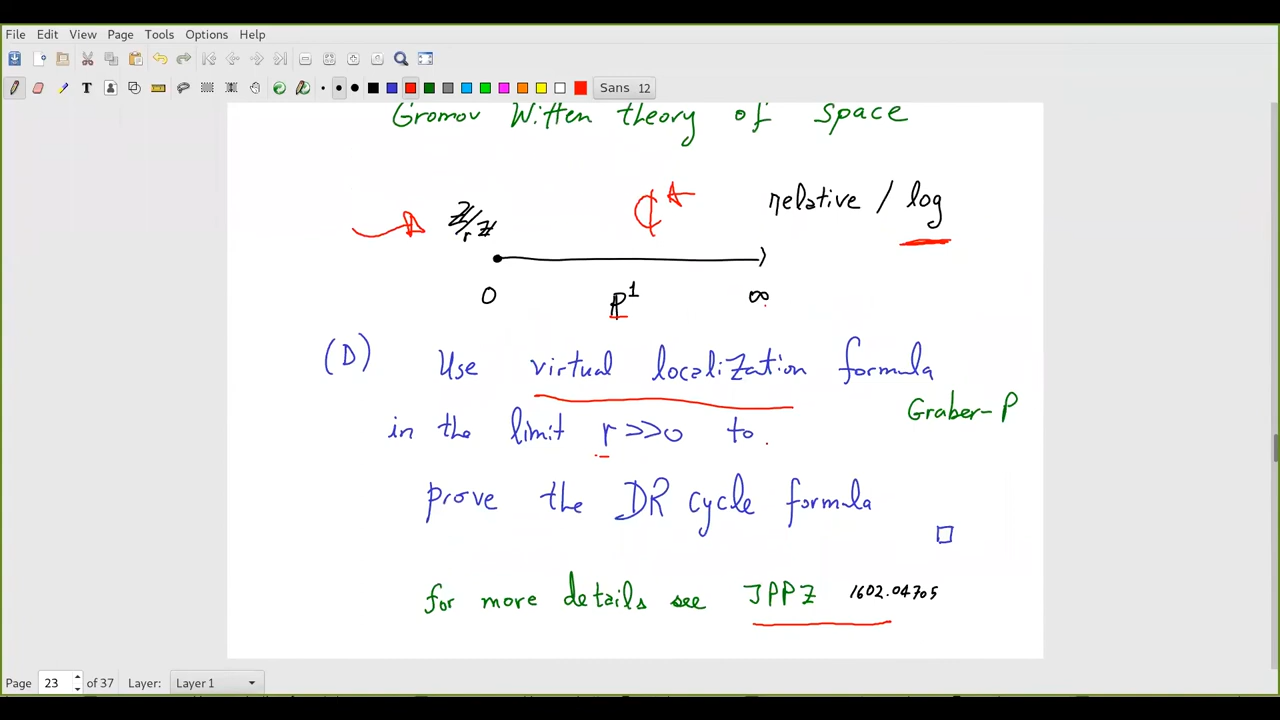 File Edit View Page Tools Options Help
T Sans 12
Gromov Witten theory of space
ℂ*
relative / log
ℤ/rℤ
0 P¹ ∞
(D) Use virtual localization formula
Graber-P
in the limit r >> 0 to
prove the DR cycle formula
for more details see JPPZ 1602.04705
Page 23 of 37 Layer: Layer 1